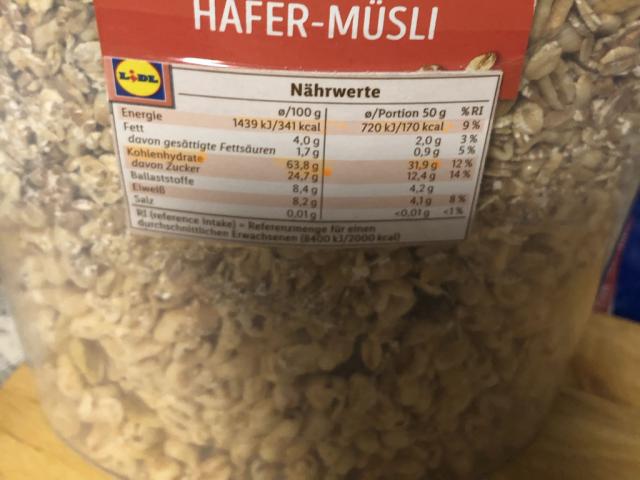 HAFER-MÜSLI
LIDL
Nährwerte
ø/100 g ø/Portion 50 g %RI
Energie 1439 kJ/341 kcal 720 kJ/170 kcal 9 %
Fett 4,0 g 2,0 g 3 %
davon gesättigte Fettsäuren 1,7 g 0,9 g 5 %
Kohlenhydrate 63,8 g 31,9 g 12 %
davon Zucker 24,7 g 12,4 g 14 %
Ballaststoffe 8,4 g 4,2 g
Eiweiß 8,2 g 4,1 g 8 %
Salz 0,01 g <0,01 g <1 %
RI (reference intake) = Referenzmenge für einen
durchschnittlichen Erwachsenen (8400 kJ/2000 kcal)